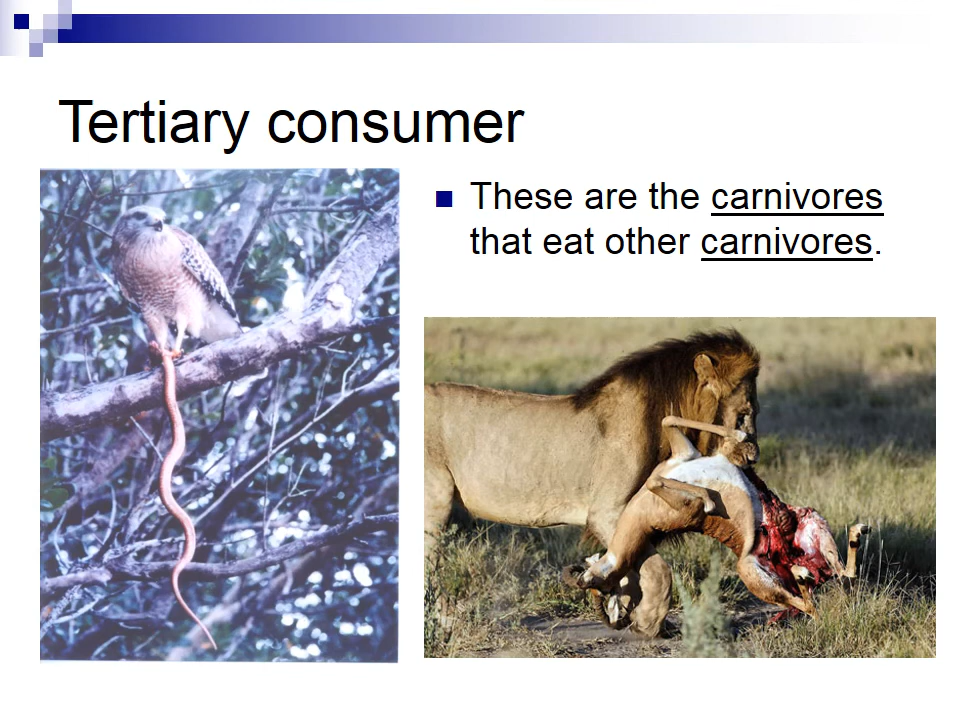 Tertiary consumer
These are the carnivores
that eat other carnivores.